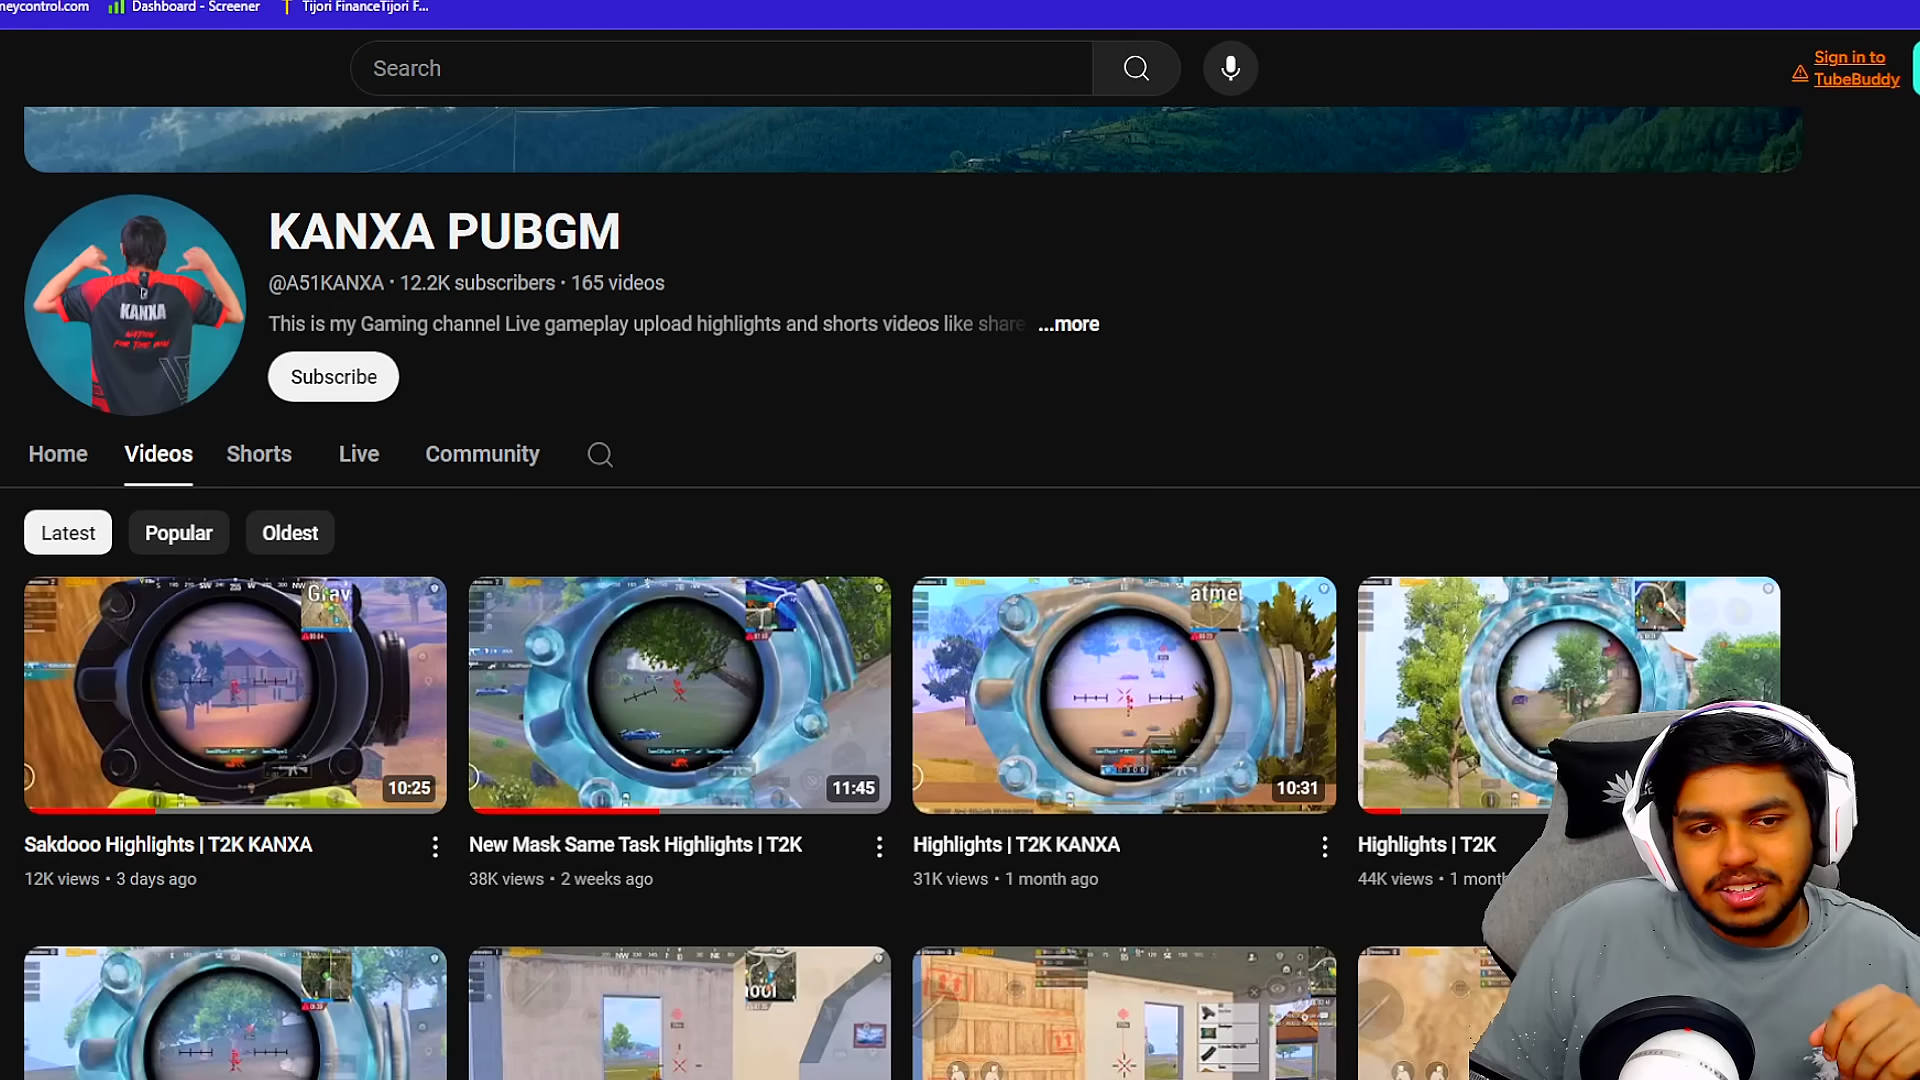 neycontrol.com Dashboard - Screener Tijori FinanceTijori F...
Search
Sign in to
TubeBuddy
KANXA PUBGM
@A51KANXA • 12.2K subscribers • 165 videos
This is my Gaming channel Live gameplay upload highlights and shorts videos like share ...more
Subscribe
KANXA
Home Videos Shorts Live Community
Latest Popular Oldest
Grav
atmer
10:25
11:45
10:31
Sakdooo Highlights | T2K KANXA
New Mask Same Task Highlights | T2K
Highlights | T2K KANXA
Highlights | T2K
12K views • 3 days ago
38K views • 2 weeks ago
31K views • 1 month ago
44K views • 1 month